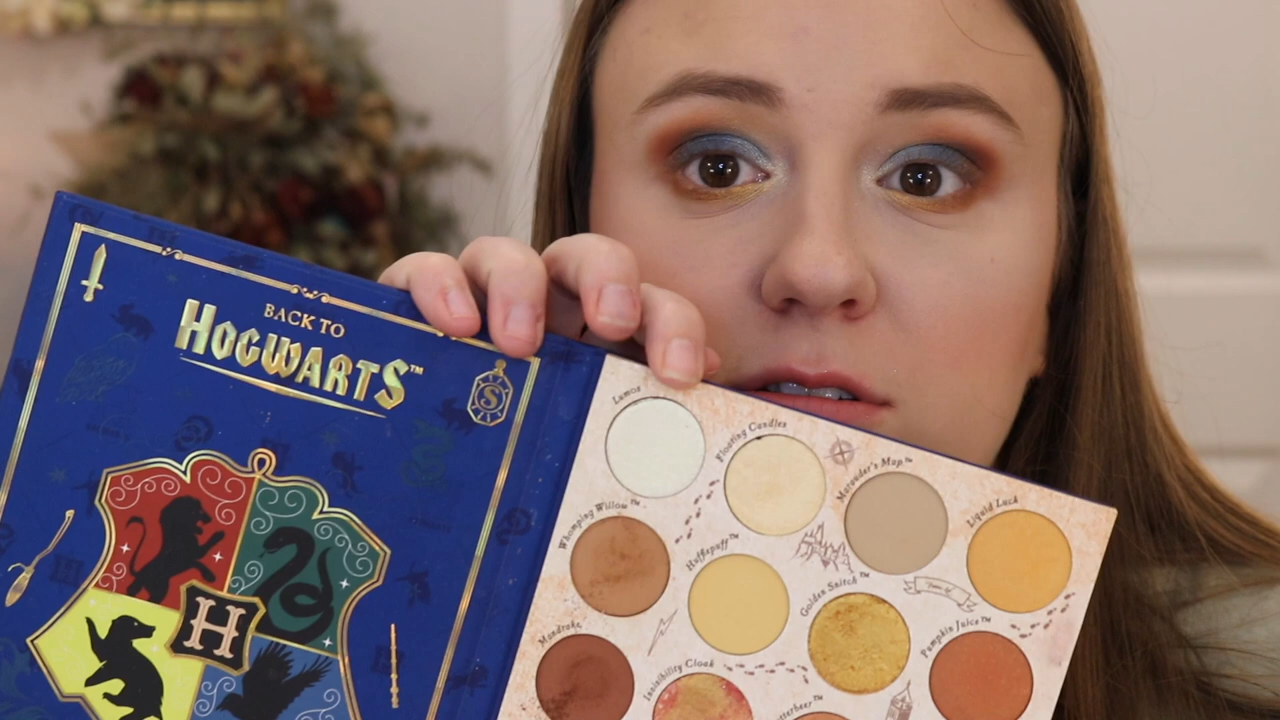 BACK TO
HOGWARTS™
S
H
Lumos
Floating Candles
Marauder's Map™
Liquid Luck
Whomping Willow™
Hufflepuff™
Golden Snitch™
Pumpkin Juice™
Mandrake
Invisibility Cloak